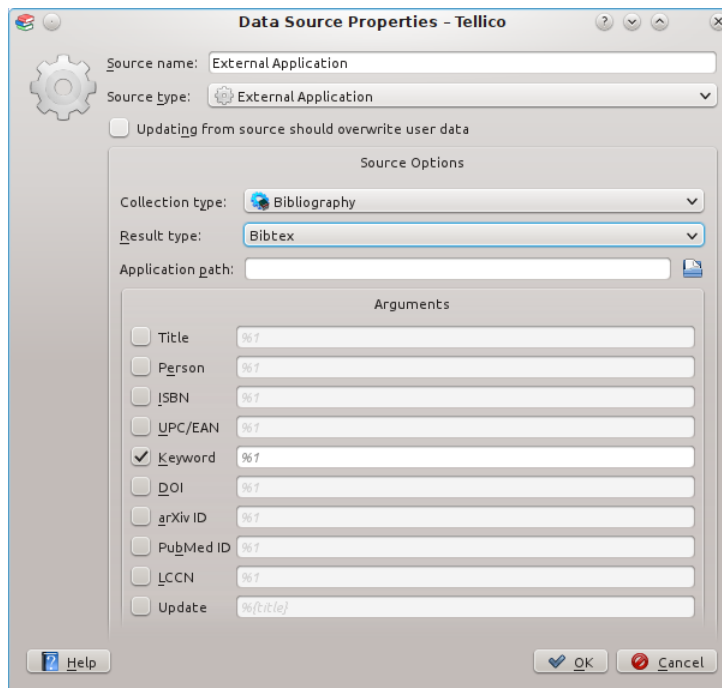 Data Source Properties – Tellico
Source name: External Application
Source type: External Application
Updating from source should overwrite user data
Source Options
Collection type: Bibliography
Result type: Bibtex
Application path:
Arguments
Title %1
Person %1
ISBN %1
UPC/EAN %1
Keyword %1
DOI %1
arXiv ID %1
PubMed ID %1
LCCN %1
Update %{title}
Help OK Cancel